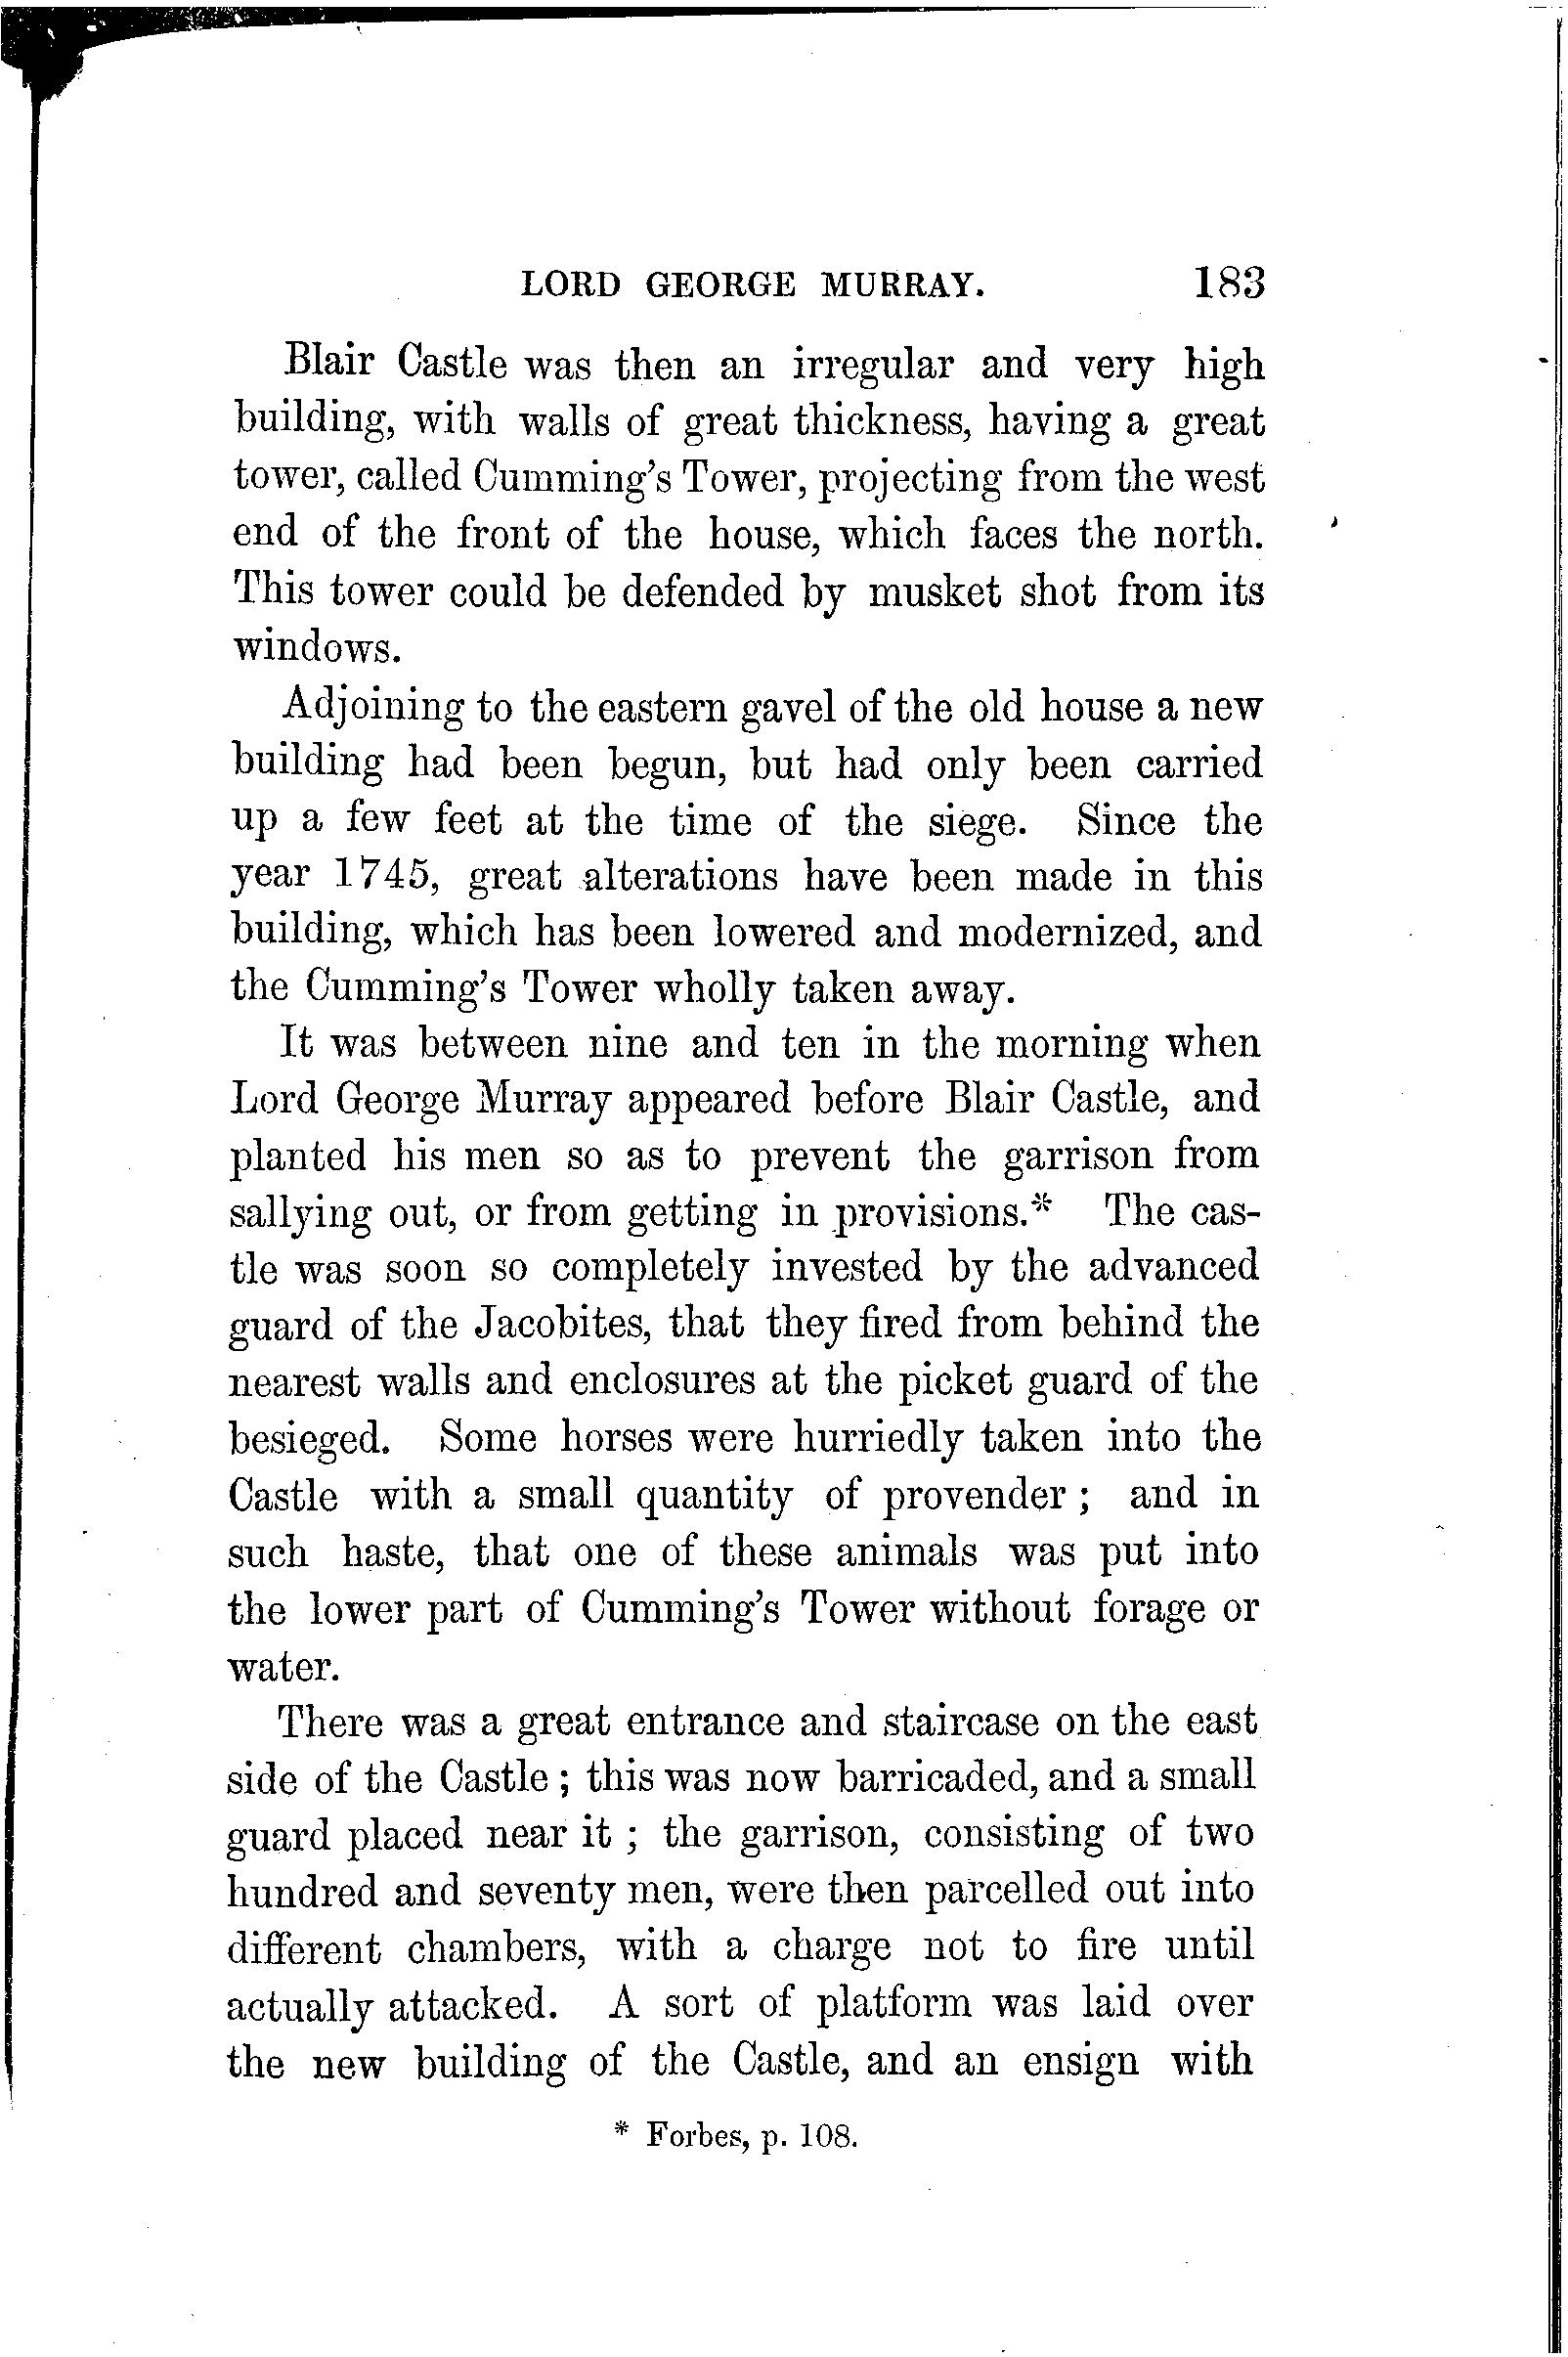 LORD GEORGE MURRAY. 183
Blair Castle was then an irregular and very high
building, with walls of great thickness, having a great
tower, called Cumming's Tower, projecting from the west
end of the front of the house, which faces the north.
This tower could be defended by musket shot from its
windows.
Adjoining to the eastern gavel of the old house a new
building had been begun, but had only been carried
up a few feet at the time of the siege. Since the
year 1745, great alterations have been made in this
building, which has been lowered and modernized, and
the Cumming's Tower wholly taken away.
It was between nine and ten in the morning when
Lord George Murray appeared before Blair Castle, and
planted his men so as to prevent the garrison from
sallying out, or from getting in provisions.* The cas-
tle was soon so completely invested by the advanced
guard of the Jacobites, that they fired from behind the
nearest walls and enclosures at the picket guard of the
besieged. Some horses were hurriedly taken into the
Castle with a small quantity of provender; and in
such haste, that one of these animals was put into
the lower part of Cumming's Tower without forage or
water.
There was a great entrance and staircase on the east
side of the Castle; this was now barricaded, and a small
guard placed near it; the garrison, consisting of two
hundred and seventy men, were then parcelled out into
different chambers, with a charge not to fire until
actually attacked. A sort of platform was laid over
the new building of the Castle, and an ensign with
* Forbes, p. 108.